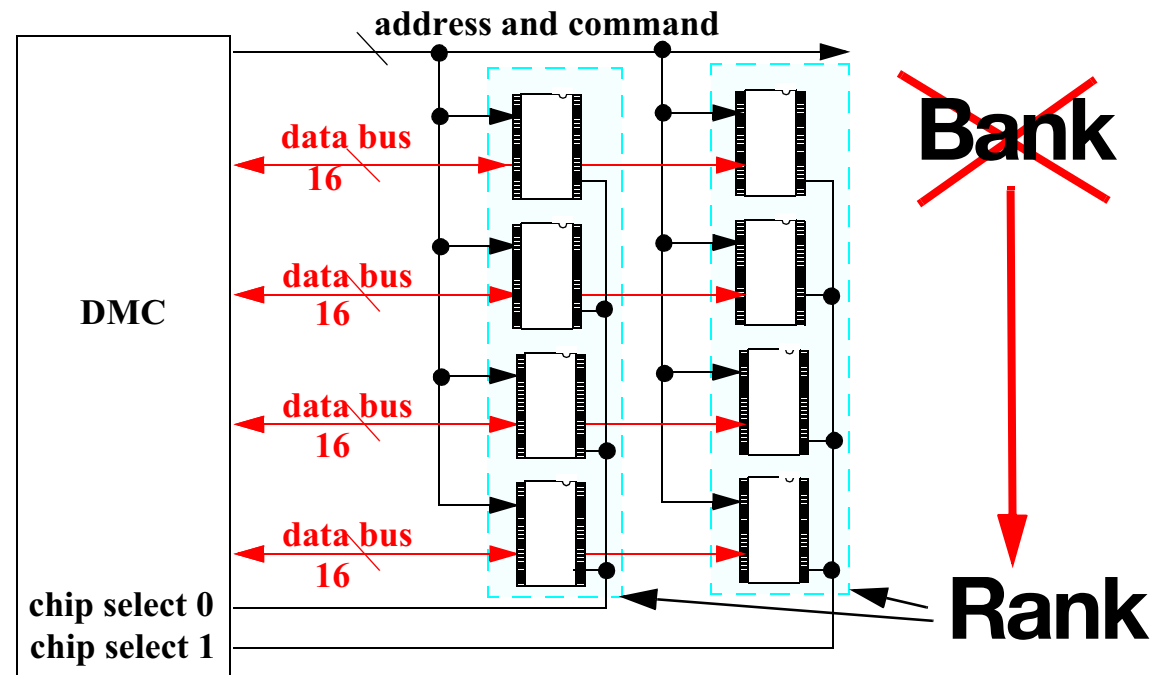 address and command
Bank
data bus
16
data bus
16
DMC
data bus
16
data bus
16
chip select 0
chip select 1
Rank